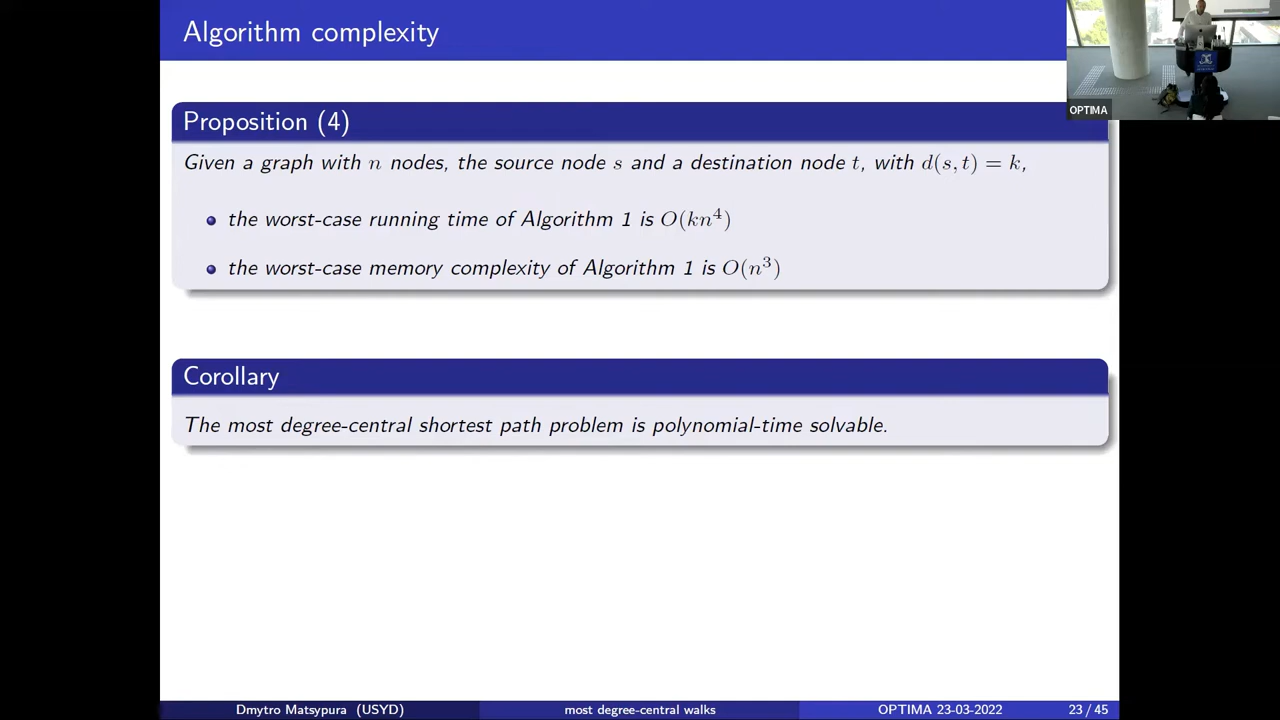 Algorithm complexity
OPTIMA
Proposition (4)
Given a graph with n nodes, the source node s and a destination node t, with d(s, t) = k,
the worst-case running time of Algorithm 1 is O(kn⁴)
the worst-case memory complexity of Algorithm 1 is O(n³)
Corollary
The most degree-central shortest path problem is polynomial-time solvable.
Dmytro Matsypura (USYD) most degree-central walks OPTIMA 23-03-2022 23 / 45